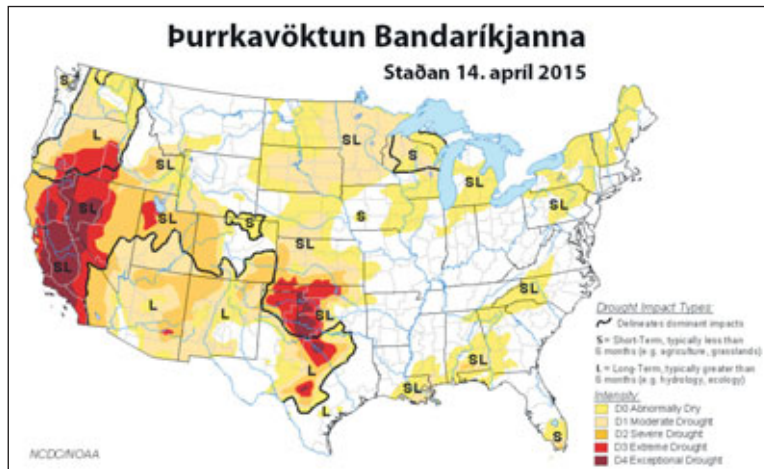 Þurrkavöktun Bandaríkjanna
Staðan 14. apríl 2015
S
L
SL
SL
S
SL
SL
SL
SL
S
S
SL
SL
SL
L
L
SL
SL
L
L
SL
SL
S
Drought Impact Types:
Delineates dominant impacts
S = Short-Term, typically less than
6 months (e.g. agriculture, grasslands)
L = Long-Term, typically greater than
6 months (e.g. hydrology, ecology)
Intensity:
D0 Abnormally Dry
D1 Moderate Drought
D2 Severe Drought
D3 Extreme Drought
D4 Exceptional Drought
NCDC/NOAA